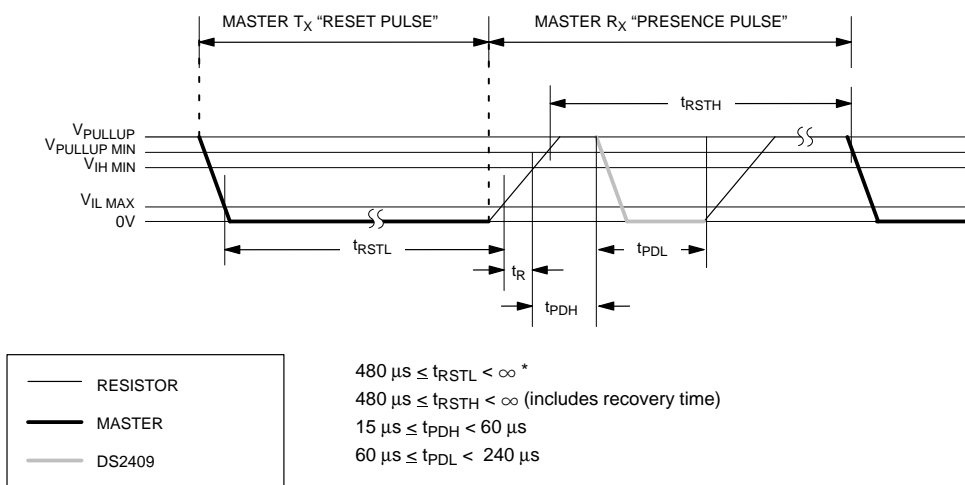 MASTER TX “RESET PULSE”
MASTER RX “PRESENCE PULSE”
tRSTH
VPULLUP
VPULLUP MIN
VIH MIN
VIL MAX
0V
tRSTL
tPDL
tR
tPDH
RESISTOR
MASTER
DS2409
480 μs ≤ tRSTL < ∞ *
480 μs ≤ tRSTH < ∞ (includes recovery time)
15 μs ≤ tPDH < 60 μs
60 μs ≤ tPDL < 240 μs